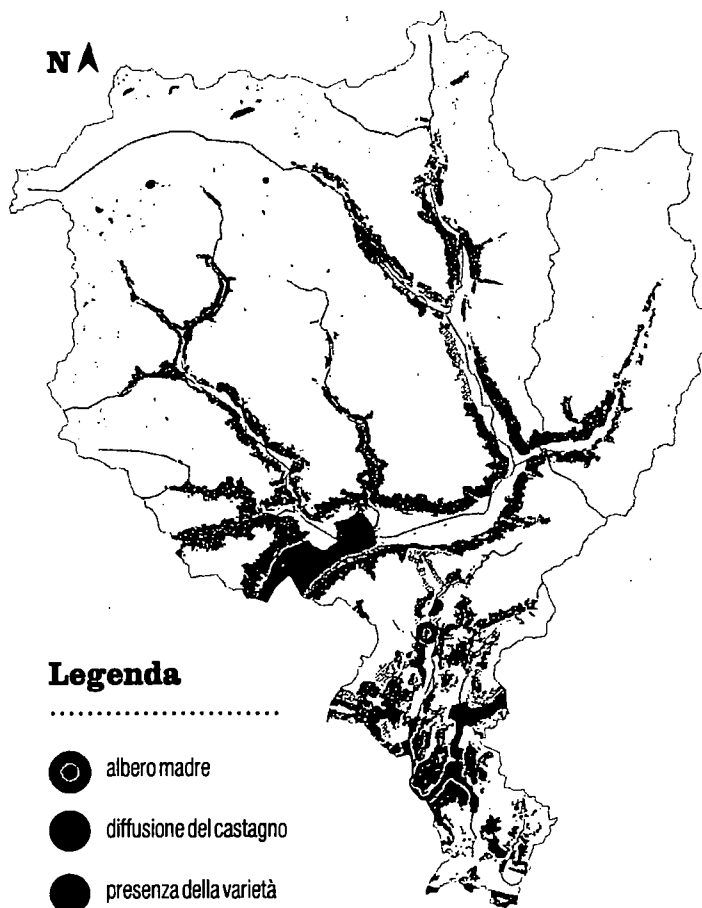 N
Legenda
albero madre
diffusione del castagno
presenza della varietà